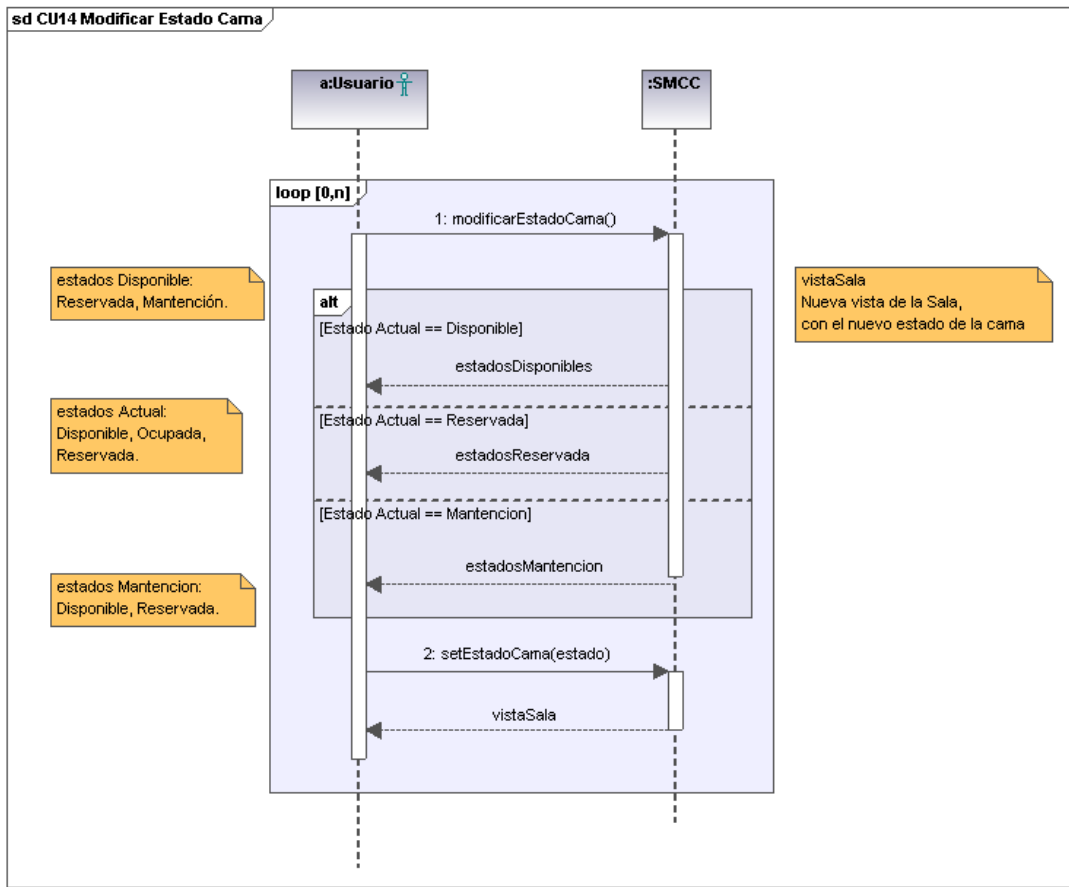 sd CU14 Modificar Estado Cama
a:Usuario
:SMCC
loop [0,n]
1: modificarEstadoCama()
estados Disponible:
Reservada, Mantención.
vistaSala
Nueva vista de la Sala,
con el nuevo estado de la cama
alt
[Estado Actual == Disponible]
estadosDisponibles
estados Actual:
Disponible, Ocupada,
Reservada.
[Estado Actual == Reservada]
estadosReservada
[Estado Actual == Mantencion]
estadosMantencion
estados Mantencion:
Disponible, Reservada.
2: setEstadoCama(estado)
vistaSala